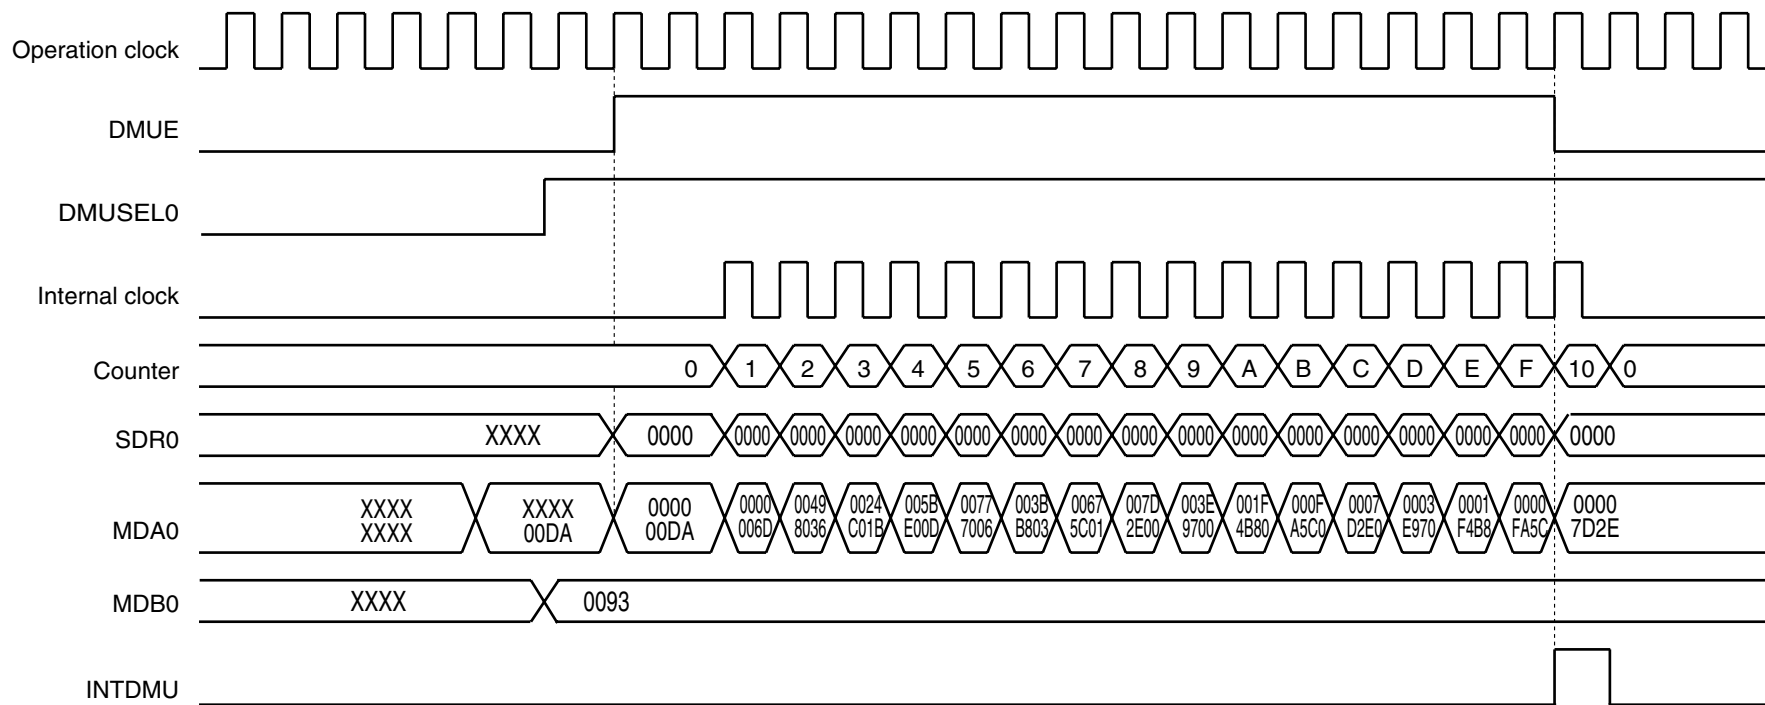 Operation clock
DMUE
DMUSEL0
Internal clock
Counter 0 1 2 3 4 5 6 7 8 9 A B C D E F 10 0
SDR0 XXXX 0000 0000 0000 0000 0000 0000 0000 0000 0000 0000 0000 0000 0000 0000 0000 0000 0000
XXXX XXXX 0000 0000 0049 0024 005B 0077 003B 0067 007D 003E 001F 000F 0007 0003 0001 0000 0000
MDA0 XXXX 00DA 00DA 006D 8036 C01B E00D 7006 B803 5C01 2E00 9700 4B80 A5C0 D2E0 E970 F4B8 FA5C 7D2E
MDB0 XXXX 0093
INTDMU